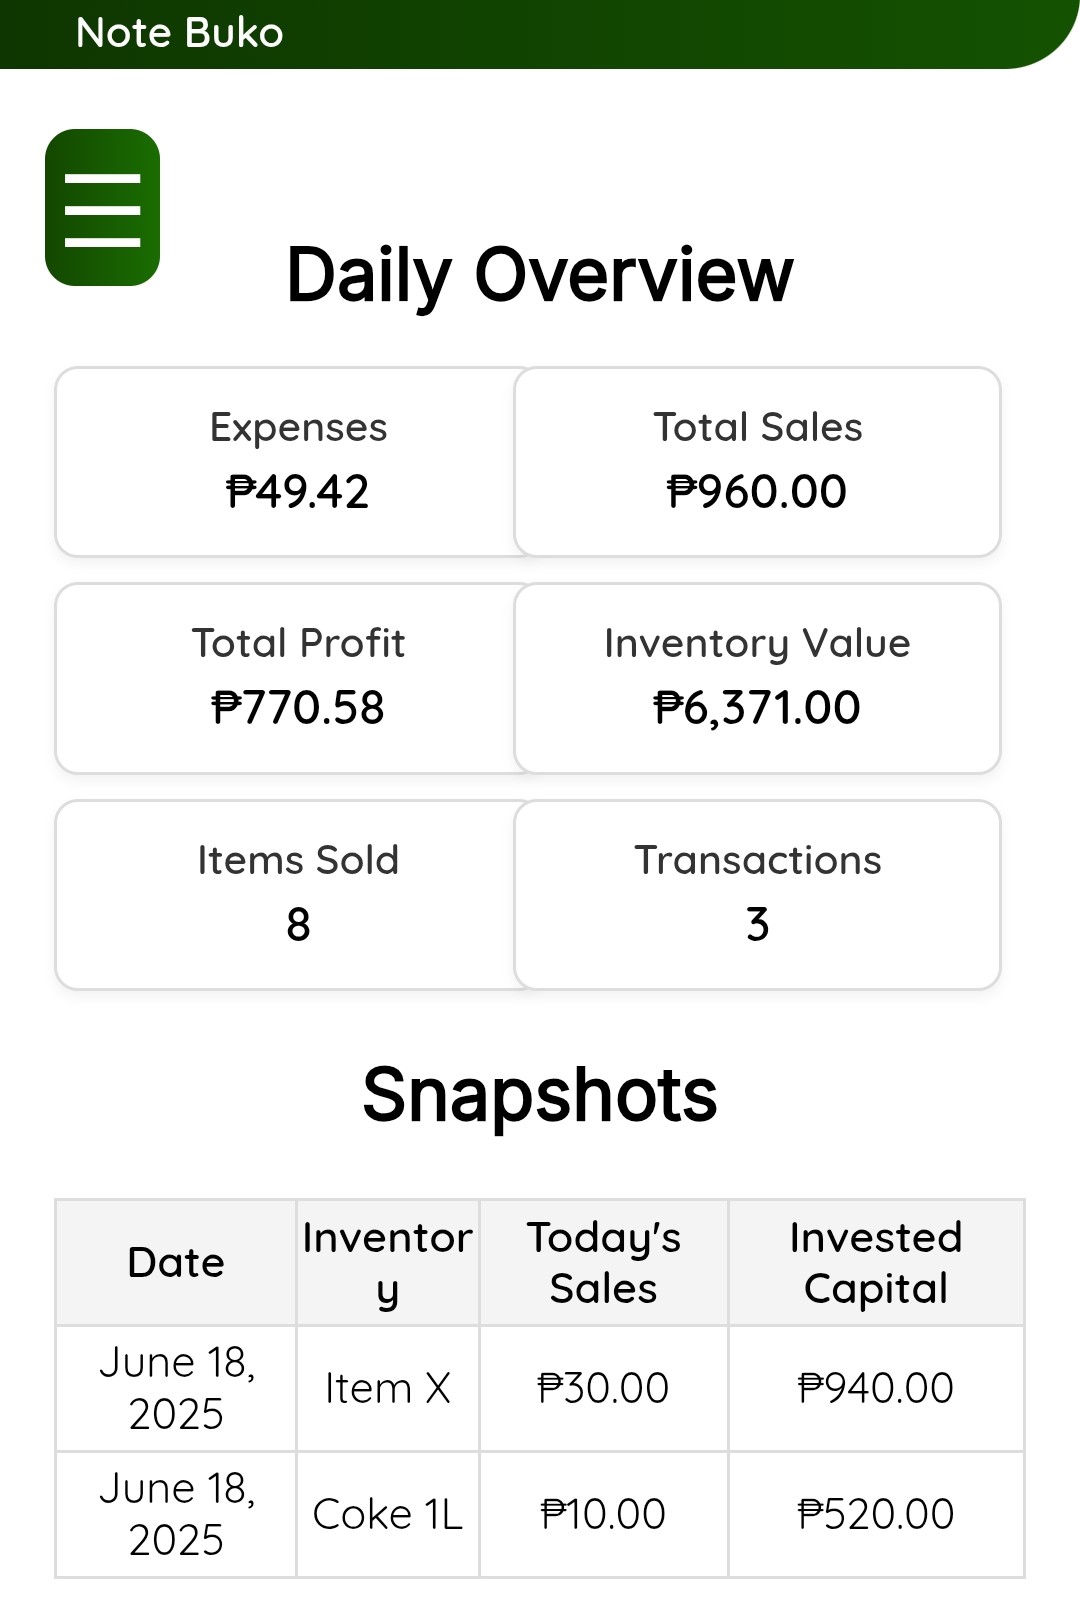 Note Buko
Daily Overview
Expenses
₱49.42
Total Sales
₱960.00
Total Profit
₱770.58
Inventory Value
₱6,371.00
Items Sold
8
Transactions
3
Snapshots
Date
Inventor
y
Today's
Sales
Invested
Capital
June 18,
2025
Item X
₱30.00
₱940.00
June 18,
2025
Coke 1L
₱10.00
₱520.00